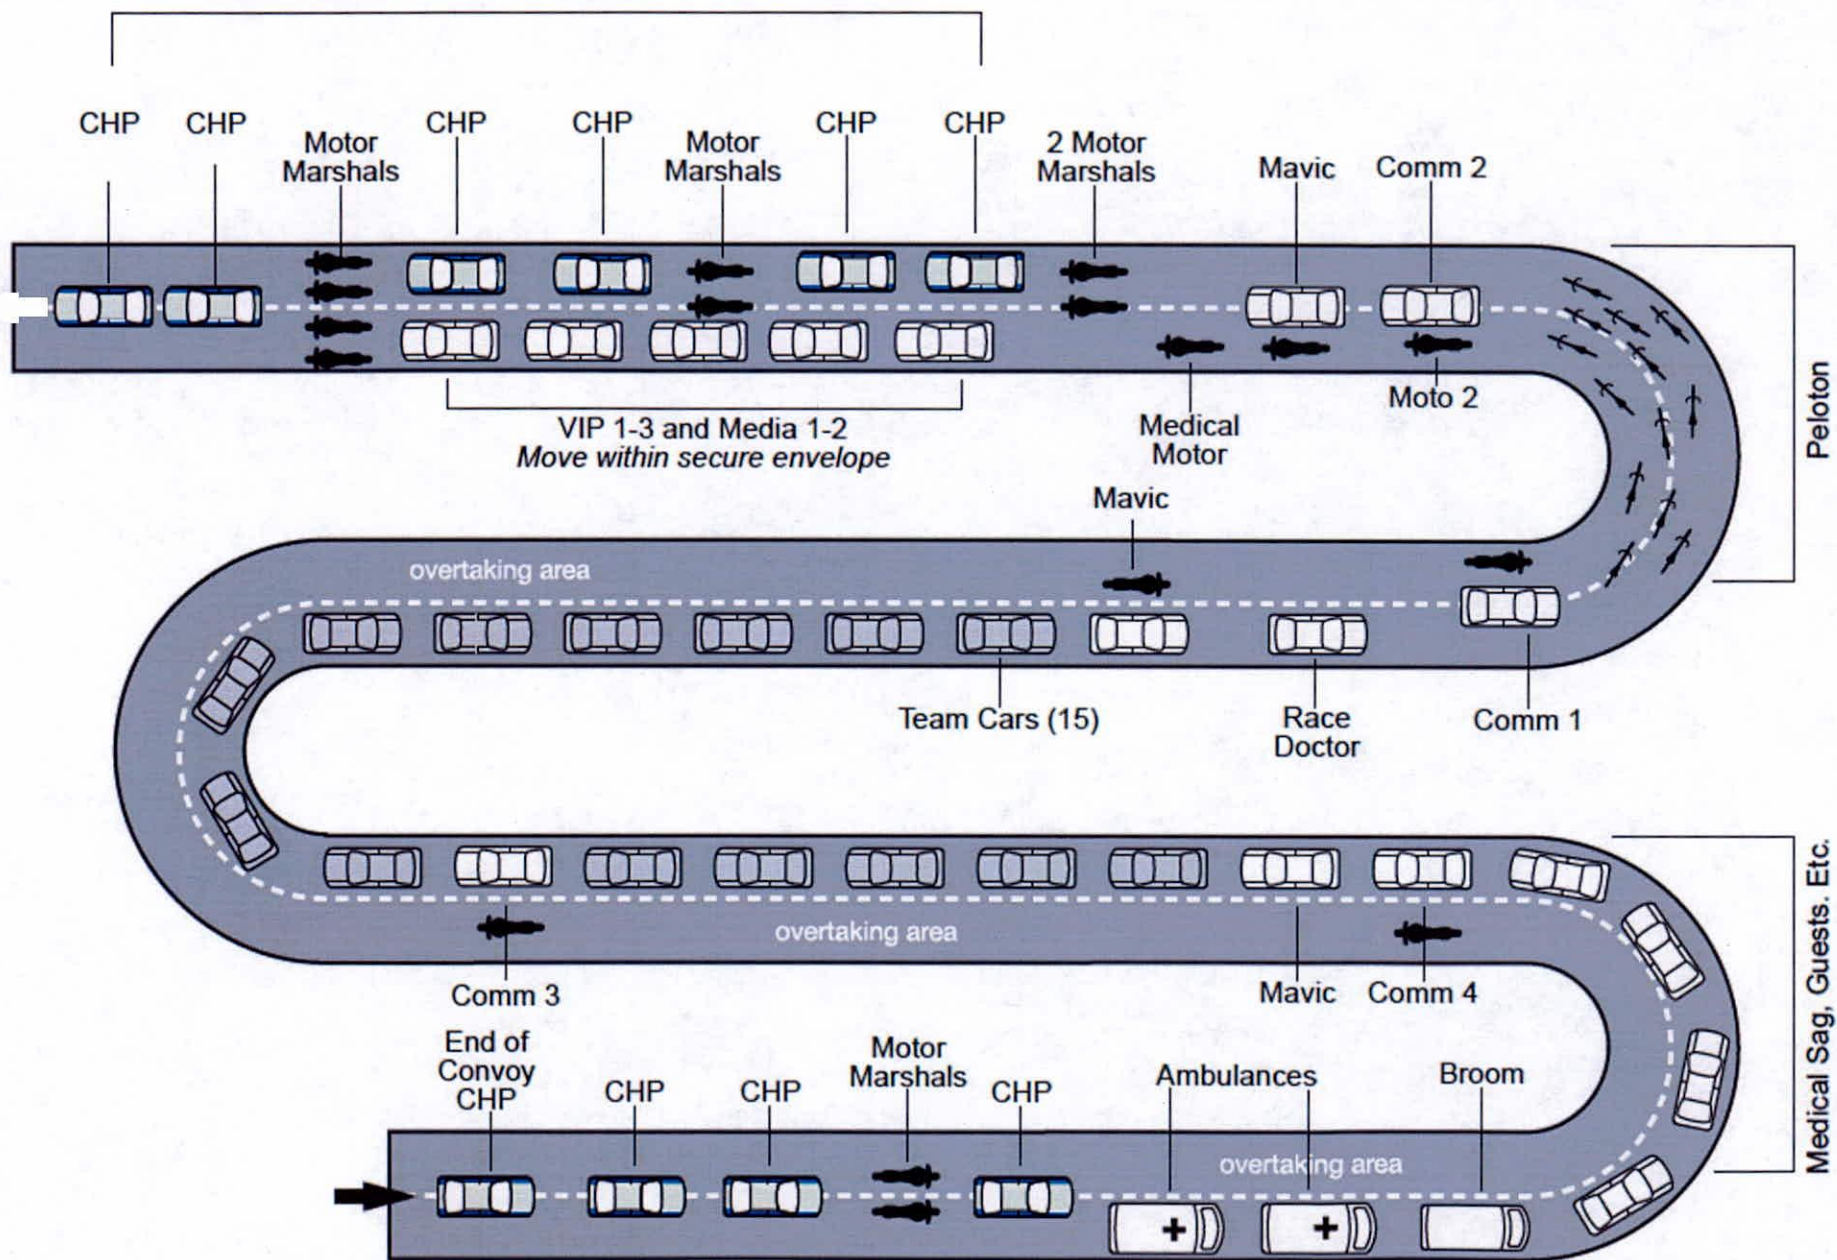 CHP
CHP
Motor
Marshals
CHP
CHP
Motor
Marshals
CHP
CHP
2 Motor
Marshals
Mavic
Comm 2
Moto 2
Peloton
VIP 1-3 and Media 1-2
Move within secure envelope
Medical
Motor
Mavic
overtaking area
Team Cars (15)
Race
Doctor
Comm 1
overtaking area
Comm 3
Mavic
Comm 4
Medical Sag, Guests. Etc.
End of
Convoy
CHP
CHP
CHP
Motor
Marshals
CHP
Ambulances
Broom
overtaking area